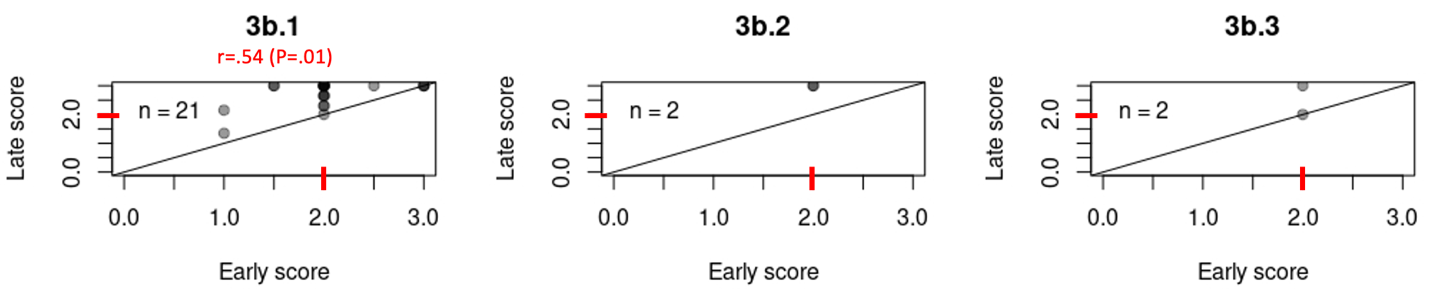 3b.1
r=.54 (P=.01)
Late score
2.0
0.0
n = 21
0.0 1.0 2.0 3.0
Early score
3b.2
Late score
2.0
0.0
n = 2
0.0 1.0 2.0 3.0
Early score
3b.3
Late score
2.0
0.0
n = 2
0.0 1.0 2.0 3.0
Early score